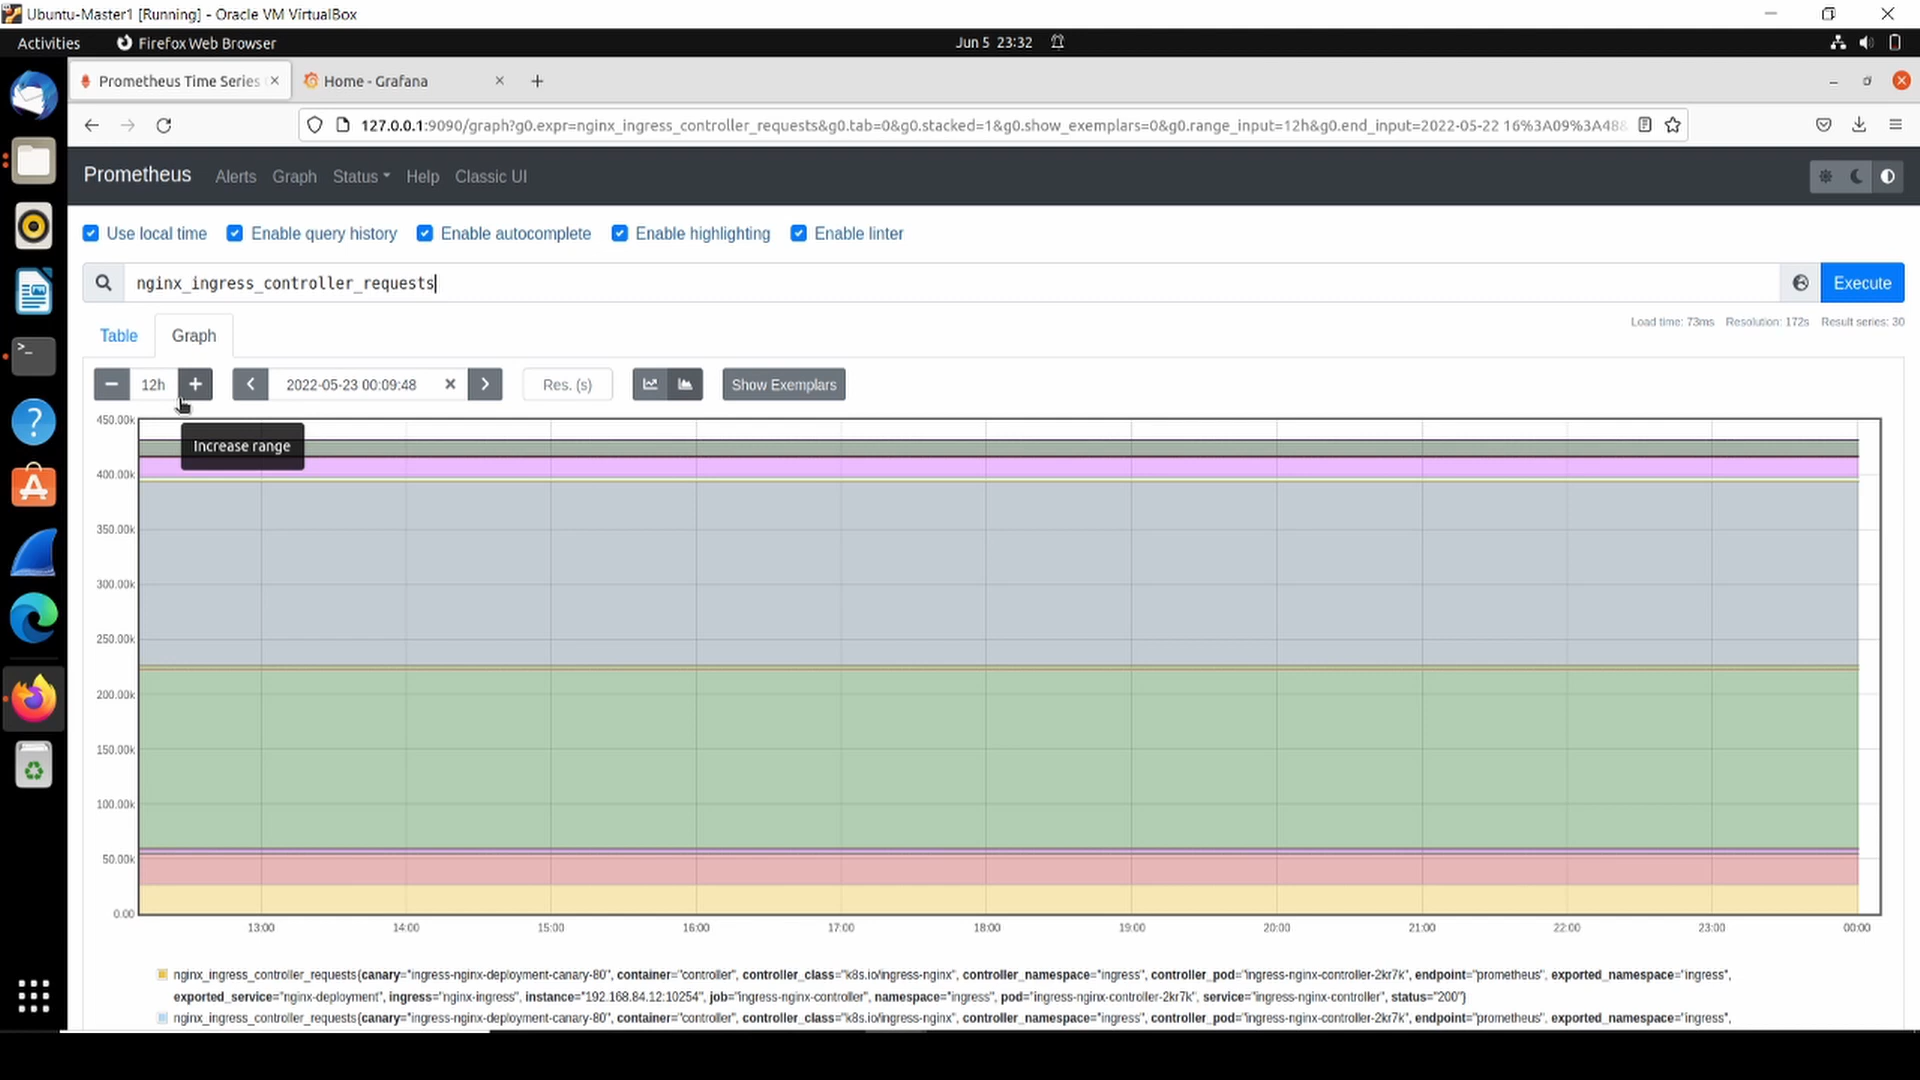 Ubuntu-Master1 [Running] - Oracle VM VirtualBox
Activities Firefox Web Browser Jun 5 23:32
Prometheus Time Series Home - Grafana
127.0.0.1:9090/graph?g0.expr=nginx_ingress_controller_requests&g0.tab=0&g0.stacked=1&g0.show_exemplars=0&g0.range_input=12h&g0.end_input=2022-05-22 16%3A09%3A48&
Prometheus Alerts Graph Status Help Classic UI
Use local time Enable query history Enable autocomplete Enable highlighting Enable linter
nginx_ingress_controller_requests Execute
Table Graph Load time: 73ms Resolution: 172s Result series: 30
12h 2022-05-23 00:09:48 Res. (s) Show Exemplars
450.00k
Increase range
400.00k
350.00k
300.00k
250.00k
200.00k
150.00k
100.00k
50.00k
0.00
13:00 14:00 15:00 16:00 17:00 18:00 19:00 20:00 21:00 22:00 23:00 00:00
nginx_ingress_controller_requests{canary="ingress-nginx-deployment-canary-80", container="controller", controller_class="k8s.io/ingress-nginx", controller_namespace="ingress", controller_pod="ingress-nginx-controller-2kr7k", endpoint="prometheus", exported_namespace="ingress",
exported_service="nginx-deployment", ingress="nginx-ingress", instance="192.168.84.12:10254", job="ingress-nginx-controller", namespace="ingress", pod="ingress-nginx-controller-2kr7k", service="ingress-nginx-controller", status="200"}
nginx_ingress_controller_requests{canary="ingress-nginx-deployment-canary-80", container="controller", controller_class="k8s.io/ingress-nginx", controller_namespace="ingress", controller_pod="ingress-nginx-controller-2kr7k", endpoint="prometheus", exported_namespace="ingress",